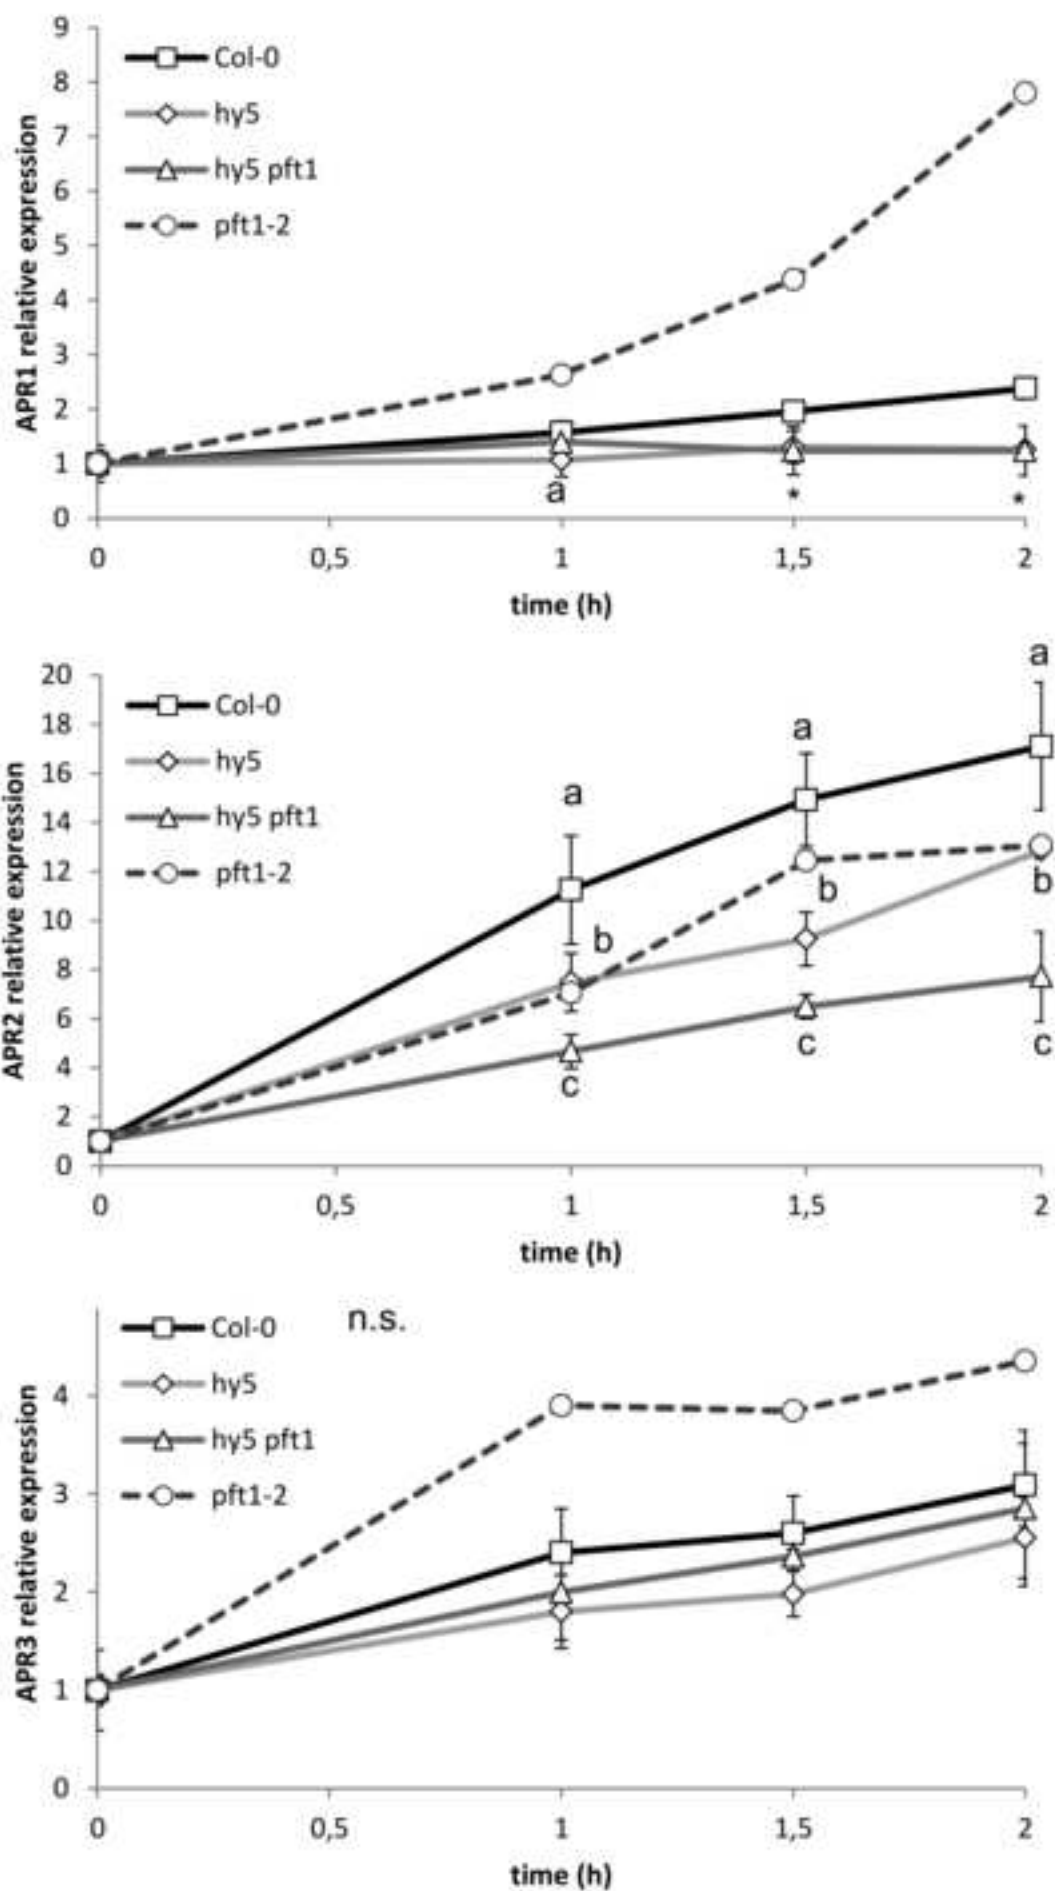 APR1 relative expression
9
8
7
6
5
4
3
2
1
0
Col-0
hy5
hy5 pft1
pft1-2
a
*
*
0 0,5 1 1,5 2
time (h)
APR2 relative expression
20
18
16
14
12
10
8
6
4
2
0
Col-0
hy5
hy5 pft1
pft1-2
a
a
a
b
b
b
c
c
c
0 0,5 1 1,5 2
time (h)
APR3 relative expression
4
3
2
1
0
Col-0
n.s.
hy5
hy5 pft1
pft1-2
0 0,5 1 1,5 2
time (h)